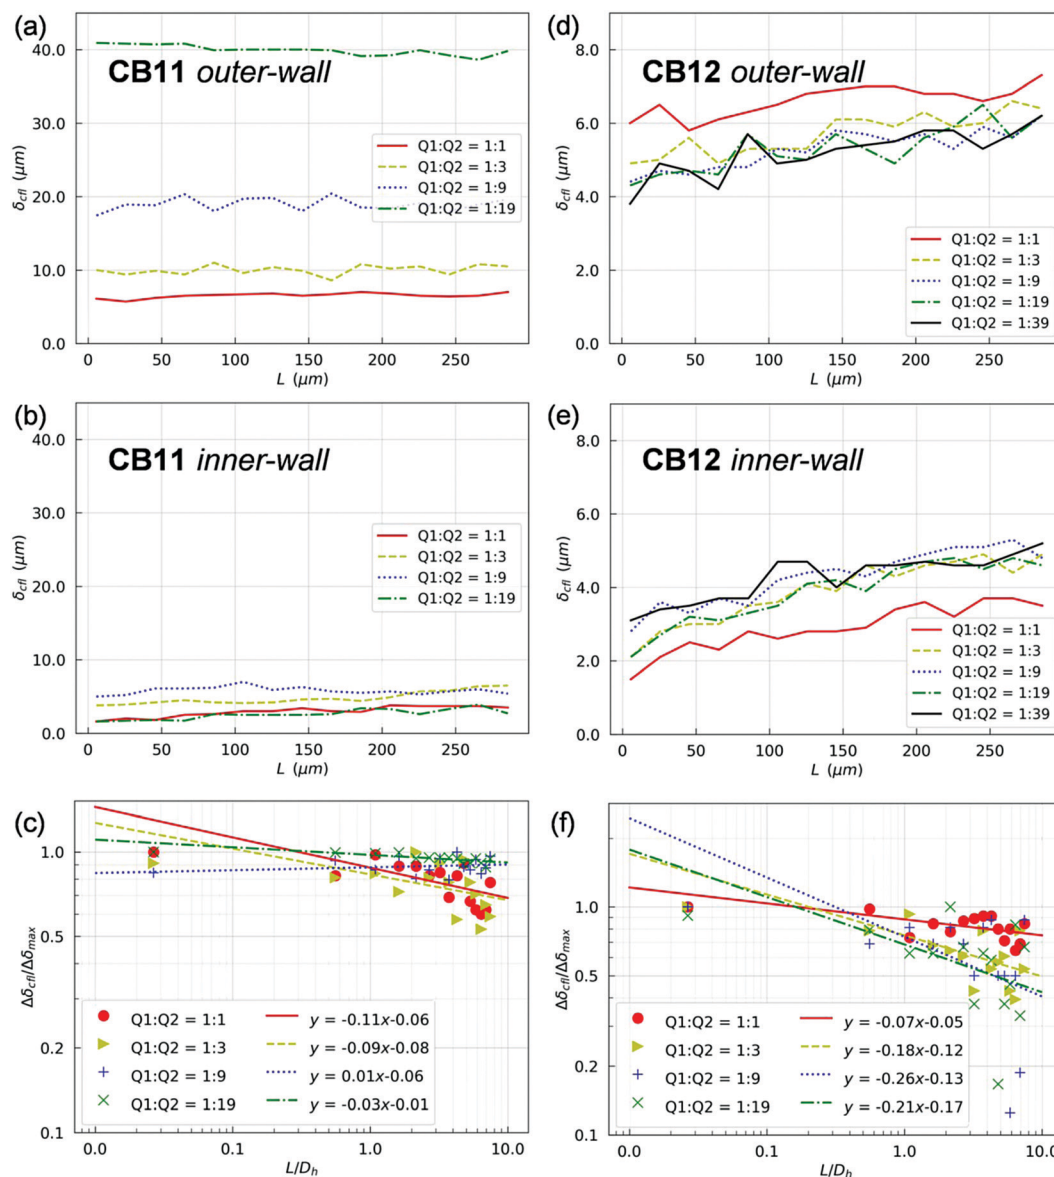 (a)
CB11 outer-wall
40.0
30.0
20.0
10.0
0.0
δcfl (μm)
Q1:Q2 = 1:1
Q1:Q2 = 1:3
Q1:Q2 = 1:9
Q1:Q2 = 1:19
0 50 100 150 200 250
L (μm)
(d)
CB12 outer-wall
8.0
6.0
4.0
2.0
0.0
δcfl (μm)
Q1:Q2 = 1:1
Q1:Q2 = 1:3
Q1:Q2 = 1:9
Q1:Q2 = 1:19
Q1:Q2 = 1:39
0 50 100 150 200 250
L (μm)
(b)
CB11 inner-wall
40.0
30.0
20.0
10.0
0.0
δcfl (μm)
Q1:Q2 = 1:1
Q1:Q2 = 1:3
Q1:Q2 = 1:9
Q1:Q2 = 1:19
0 50 100 150 200 250
L (μm)
(e)
CB12 inner-wall
8.0
6.0
4.0
2.0
0.0
δcfl (μm)
Q1:Q2 = 1:1
Q1:Q2 = 1:3
Q1:Q2 = 1:9
Q1:Q2 = 1:19
Q1:Q2 = 1:39
0 50 100 150 200 250
L (μm)
(c)
1.0
0.5
0.2
0.1
Δδcfl/Δδmax
Q1:Q2 = 1:1 y = -0.11x-0.06
Q1:Q2 = 1:3 y = -0.09x-0.08
Q1:Q2 = 1:9 y = 0.01x-0.06
Q1:Q2 = 1:19 y = -0.03x-0.01
0.0 0.1 1.0 10.0
L/Dh
(f)
1.0
0.5
0.2
0.1
Δδcfl/Δδmax
Q1:Q2 = 1:1 y = -0.07x-0.05
Q1:Q2 = 1:3 y = -0.18x-0.12
Q1:Q2 = 1:9 y = -0.26x-0.13
Q1:Q2 = 1:19 y = -0.21x-0.17
0.0 0.1 1.0 10.0
L/Dh